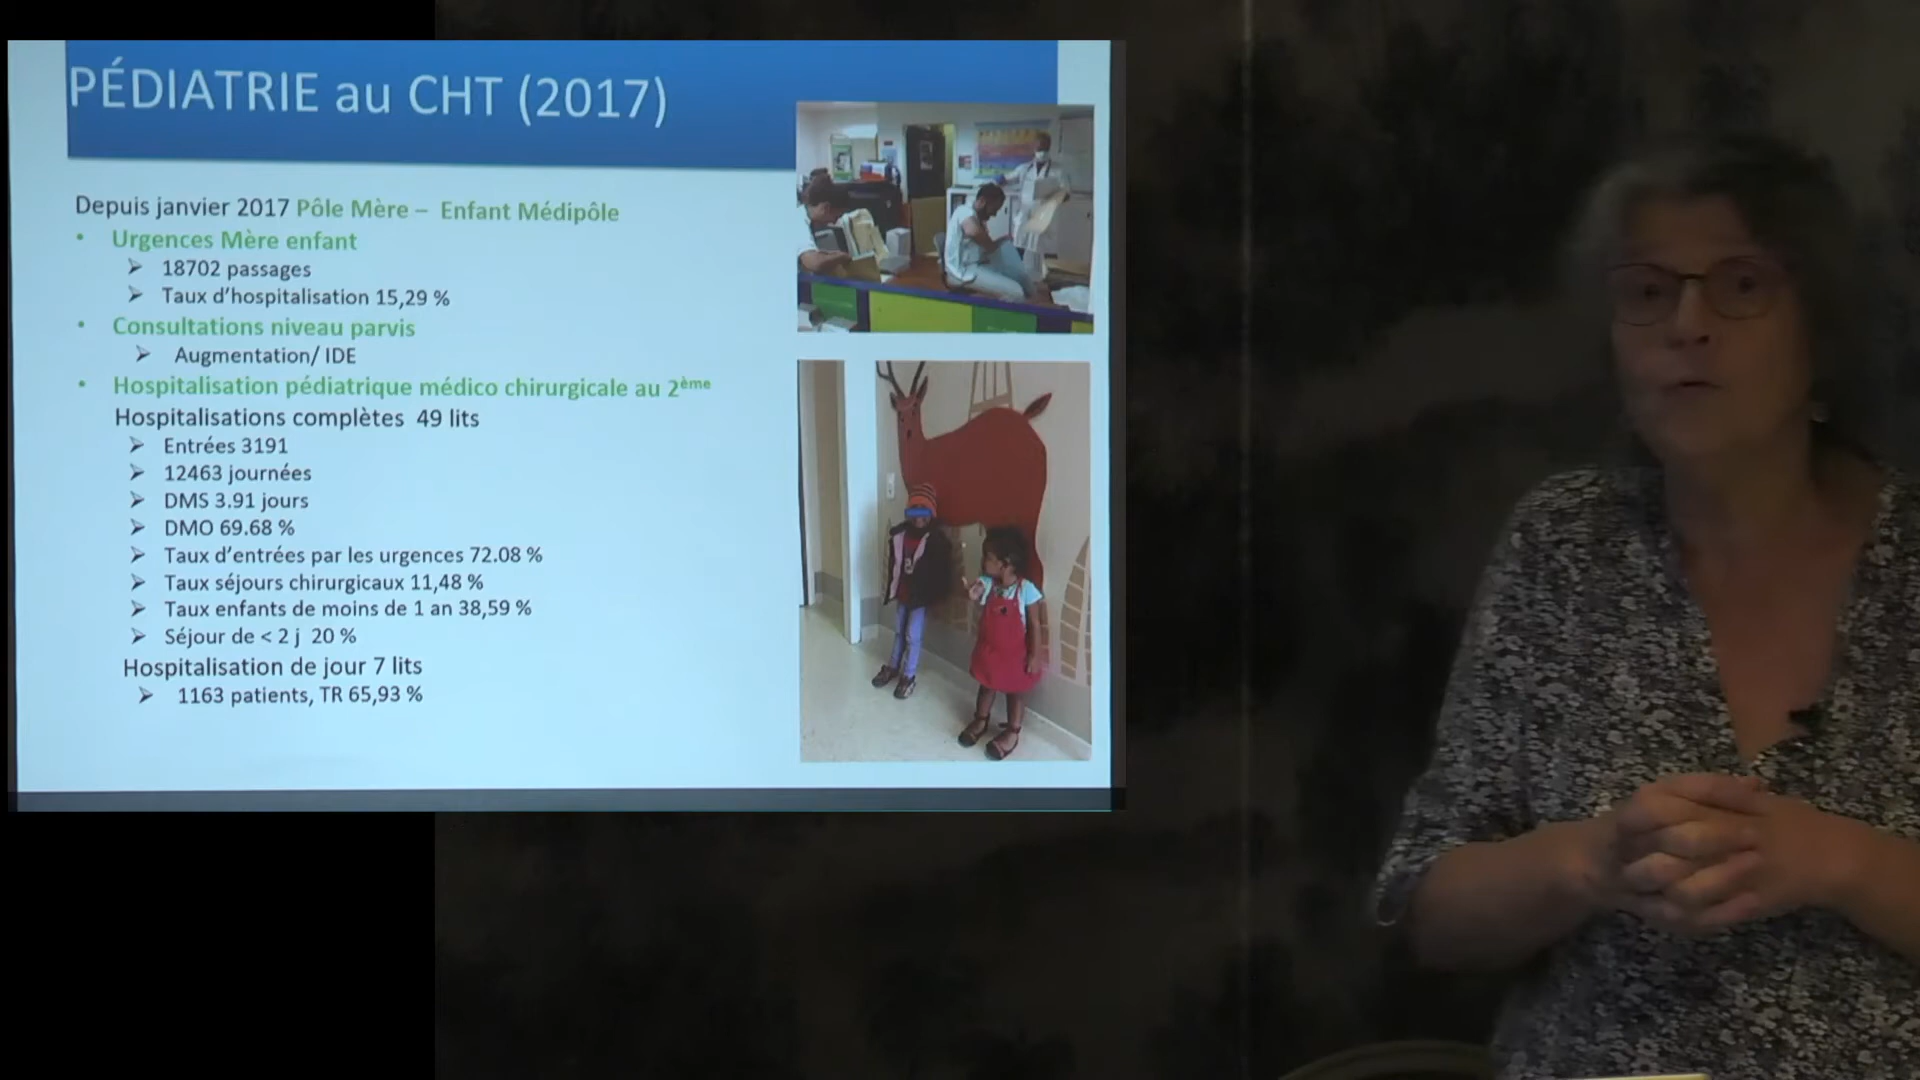 PÉDIATRIE au CHT (2017)
Depuis janvier 2017 Pôle Mère – Enfant Médipôle
• Urgences Mère enfant
➢ 18702 passages
➢ Taux d'hospitalisation 15,29 %
• Consultations niveau parvis
➢ Augmentation/ IDE
• Hospitalisation pédiatrique médico chirurgicale au 2ème
Hospitalisations complètes 49 lits
➢ Entrées 3191
➢ 12463 journées
➢ DMS 3.91 jours
➢ DMO 69.68 %
➢ Taux d'entrées par les urgences 72.08 %
➢ Taux séjours chirurgicaux 11,48 %
➢ Taux enfants de moins de 1 an 38,59 %
➢ Séjour de < 2 j 20 %
Hospitalisation de jour 7 lits
➢ 1163 patients, TR 65,93 %